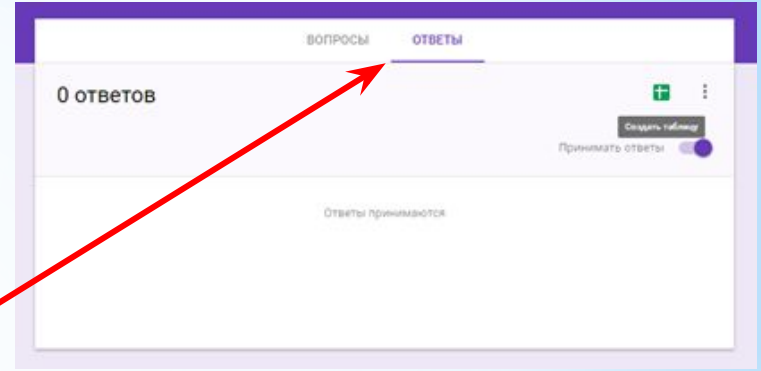 ВОПРОСЫ ОТВЕТЫ
0 ответов
Создать таблицу
Принимать ответы
Ответы принимаются